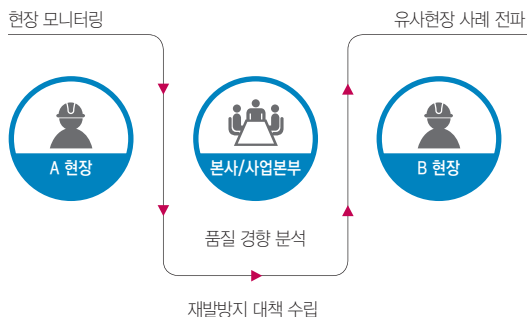 현장 모니터링
유사현장 사례 전파
A 현장
본사/사업본부
B 현장
품질 경향 분석
재발방지 대책 수립